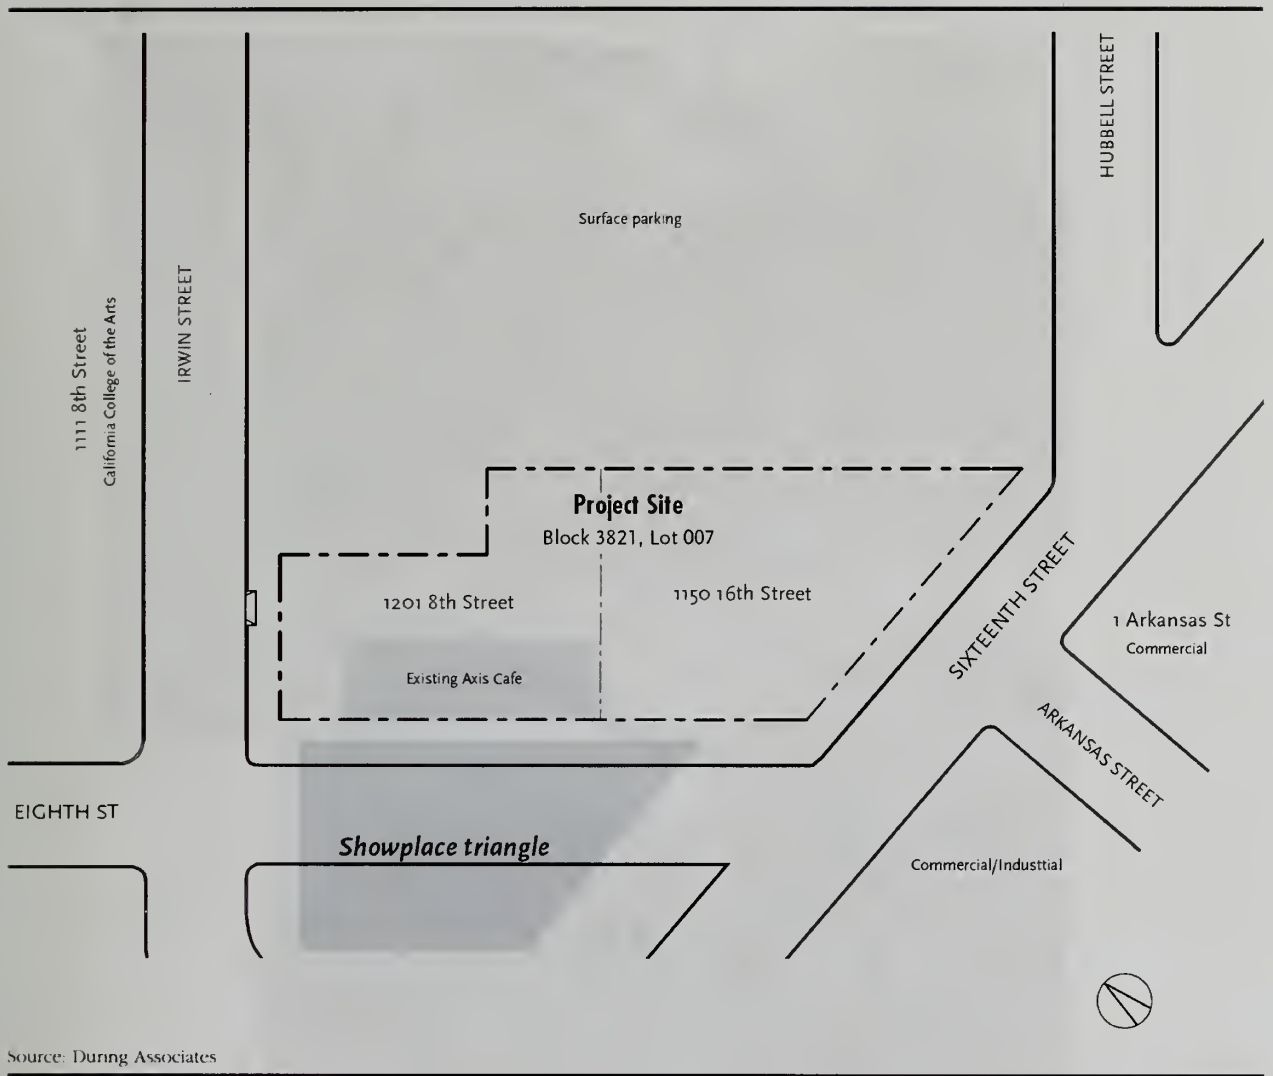 HUBBELL STREET
Surface parking
IRWIN STREET
1111 8th Street
California College of the Arts
Project Site
Block 3821, Lot 007
1201 8th Street
1150 16th Street
SIXTEENTH STREET
1 Arkansas St
Commercial
Existing Axis Cafe
ARKANSAS STREET
EIGHTH ST
Showplace triangle
Commercial/Industtial
Source: During Associates